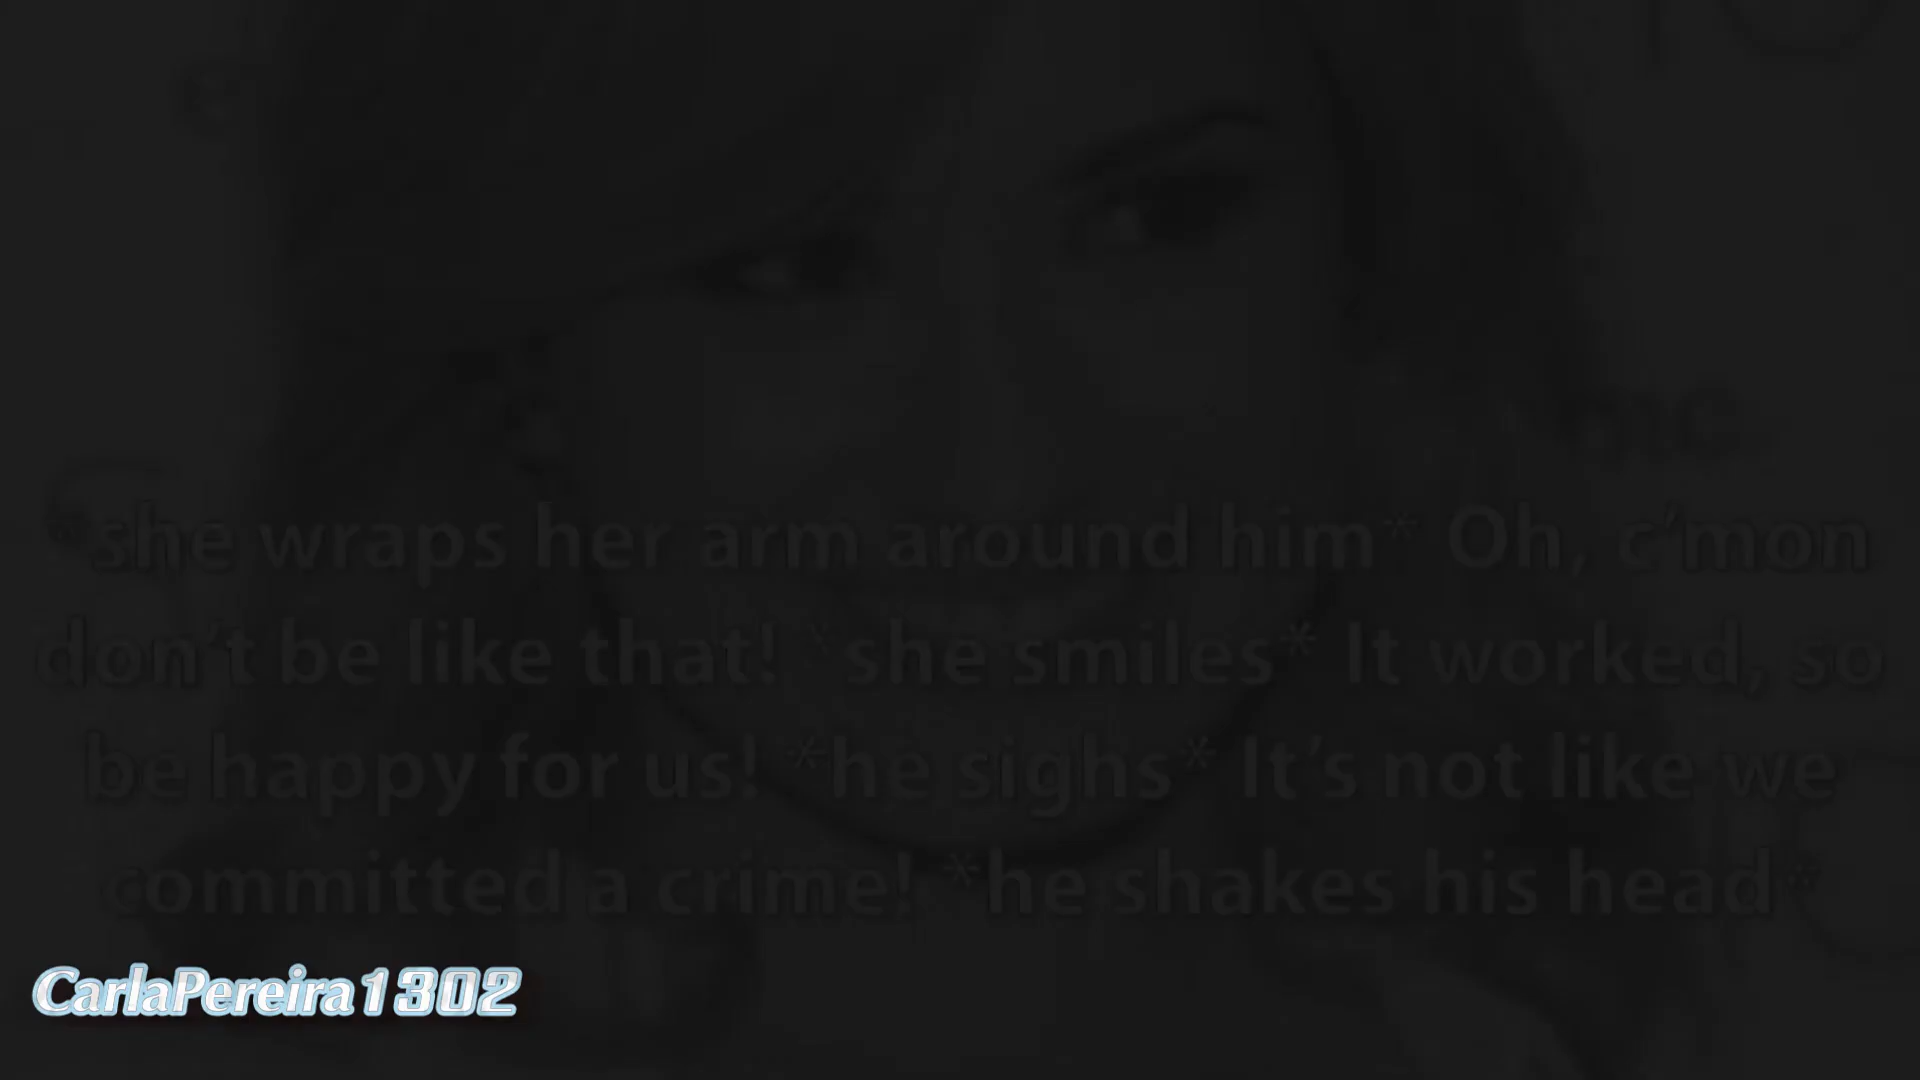 *she wraps her arm around him* Oh, c'mon
don't be like that! *she smiles* It worked, so
be happy for us! *he sighs* It's not like we
committed a crime! *he shakes his head*
CarlaPereira1302